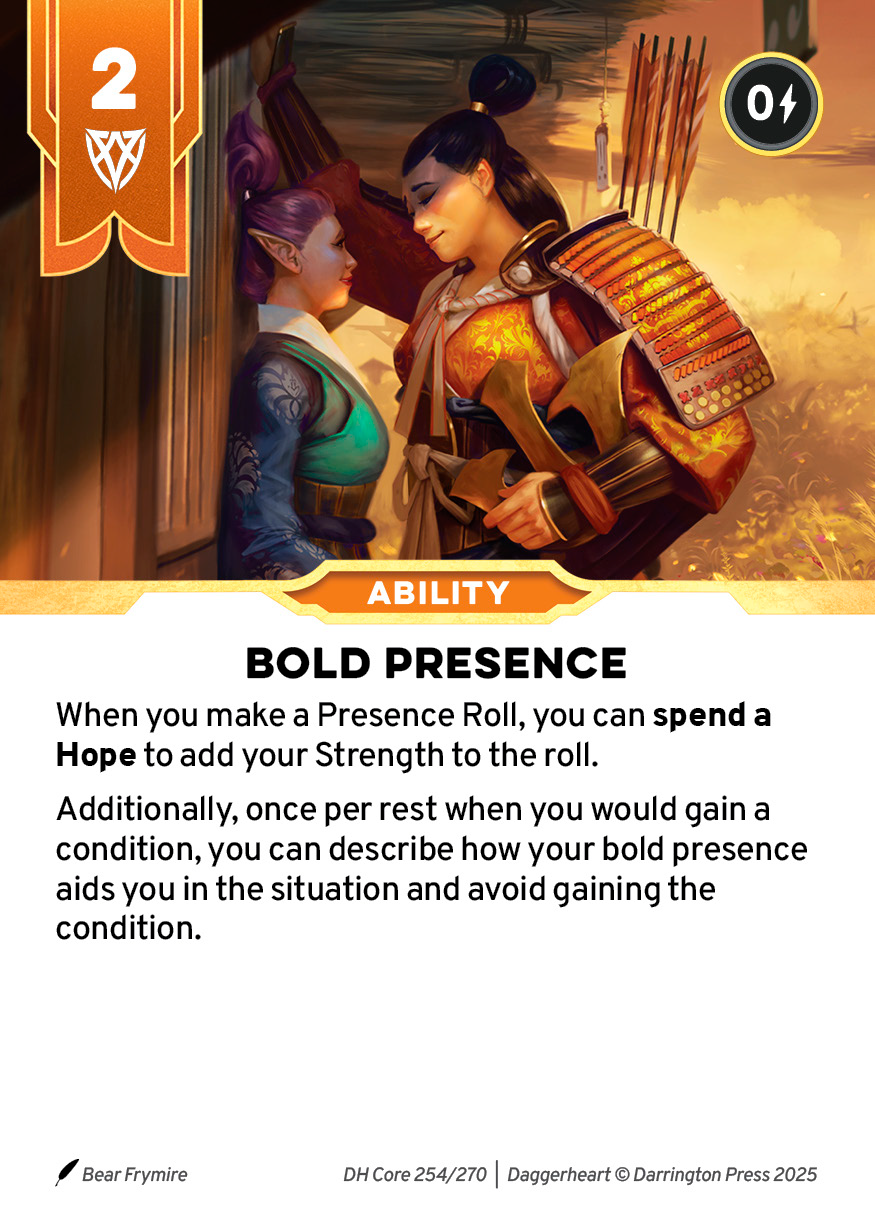 2
0
ABILITY
BOLD PRESENCE
When you make a Presence Roll, you can spend a
Hope to add your Strength to the roll.
Additionally, once per rest when you would gain a
condition, you can describe how your bold presence
aids you in the situation and avoid gaining the
condition.
Bear Frymire
DH Core 254/270 | Daggerheart © Darrington Press 2025